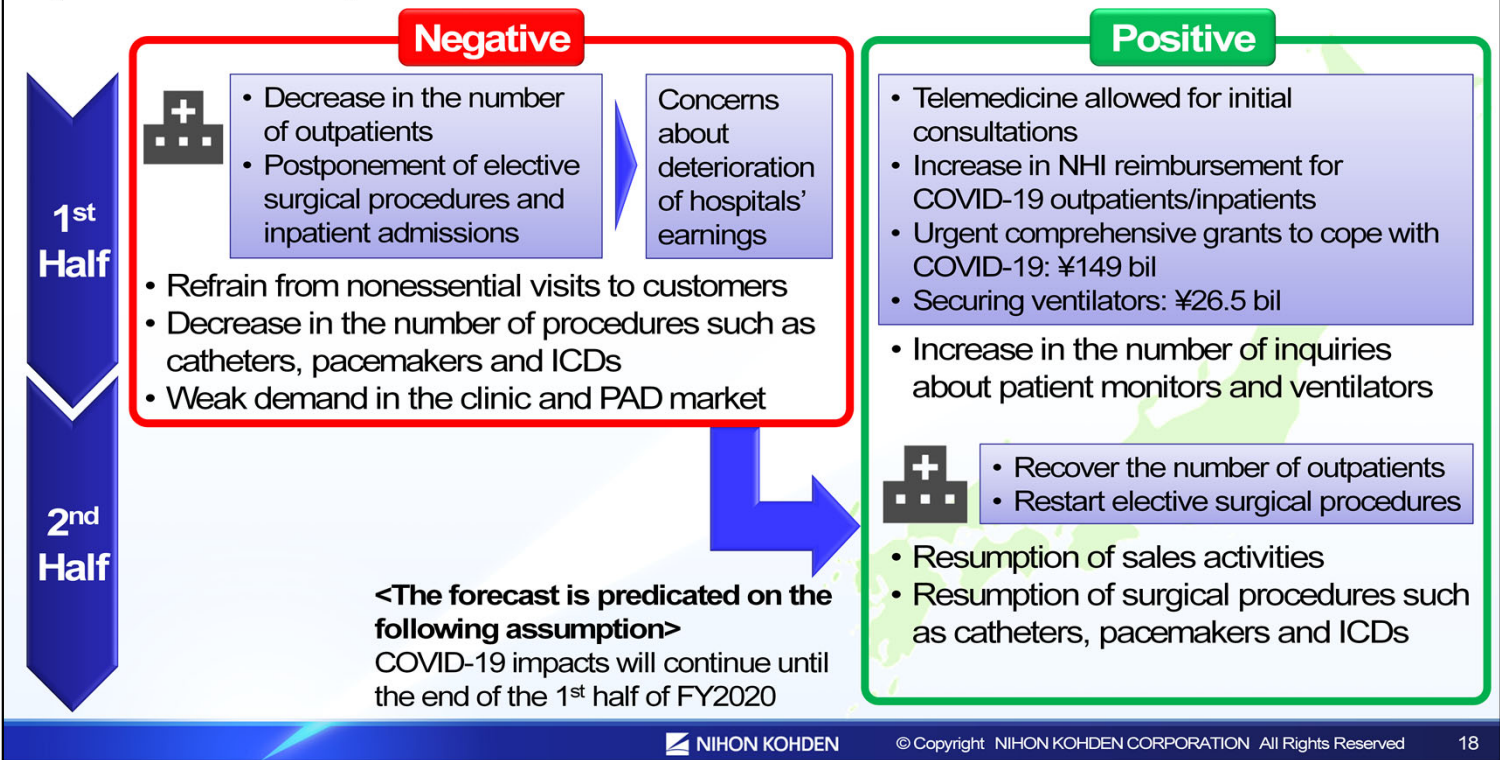 Negative
Positive
1st
Half
2nd
Half
• Decrease in the number
of outpatients
• Postponement of elective
surgical procedures and
inpatient admissions
Concerns
about
deterioration
of hospitals'
earnings
• Refrain from nonessential visits to customers
• Decrease in the number of procedures such as
catheters, pacemakers and ICDs
• Weak demand in the clinic and PAD market
<The forecast is predicated on the
following assumption>
COVID-19 impacts will continue until
the end of the 1st half of FY2020
• Telemedicine allowed for initial
consultations
• Increase in NHI reimbursement for
COVID-19 outpatients/inpatients
• Urgent comprehensive grants to cope with
COVID-19: ¥149 bil
• Securing ventilators: ¥26.5 bil
• Increase in the number of inquiries
about patient monitors and ventilators
• Recover the number of outpatients
• Restart elective surgical procedures
• Resumption of sales activities
• Resumption of surgical procedures such
as catheters, pacemakers and ICDs
NIHON KOHDEN
© Copyright NIHON KOHDEN CORPORATION All Rights Reserved
18